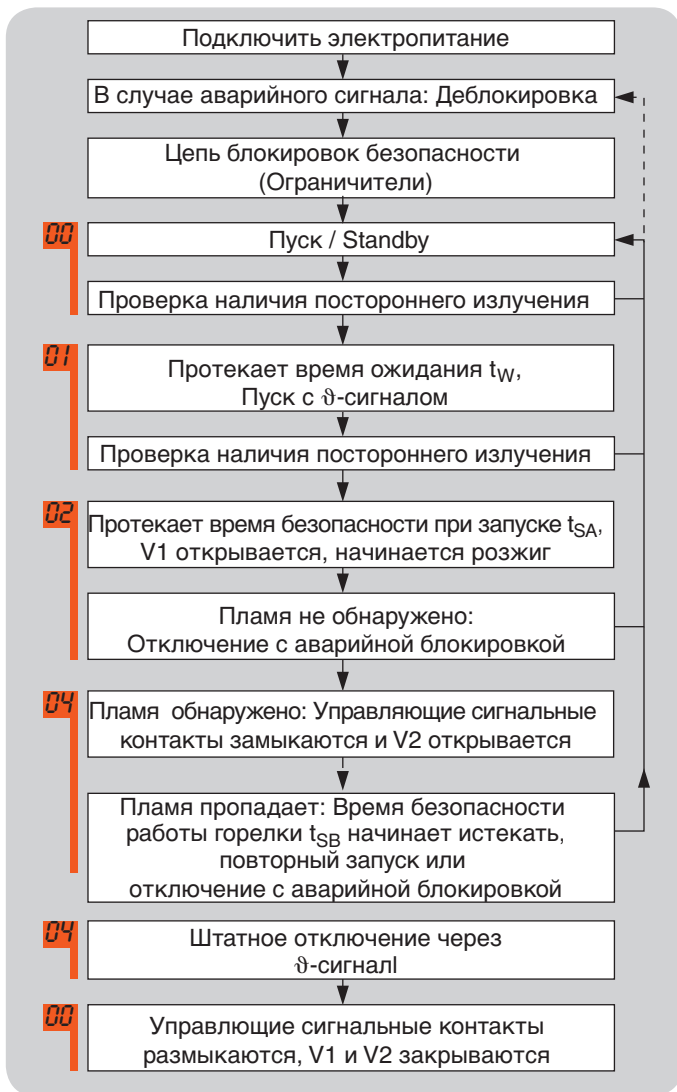 Подключить электропитание
В случае аварийного сигнала: Деблокировка
Цепь блокировок безопасности
(Ограничители)
00
Пуск / Standby
Проверка наличия постороннего излучения
01
Протекает время ожидания tW,
Пуск с ϑ-сигналом
Проверка наличия постороннего излучения
02
Протекает время безопасности при запуске tSA,
V1 открывается, начинается розжиг
Пламя не обнаружено:
Отключение с аварийной блокировкой
04
Пламя обнаружено: Управляющие сигнальные
контакты замыкаются и V2 открывается
Пламя пропадает: Время безопасности
работы горелки tSB начинает истекать,
повторный запуск или
отключение с аварийной блокировкой
04
Штатное отключение через
ϑ-сигналl
00
Управлющие сигнальные контакты
размыкаются, V1 и V2 закрываются